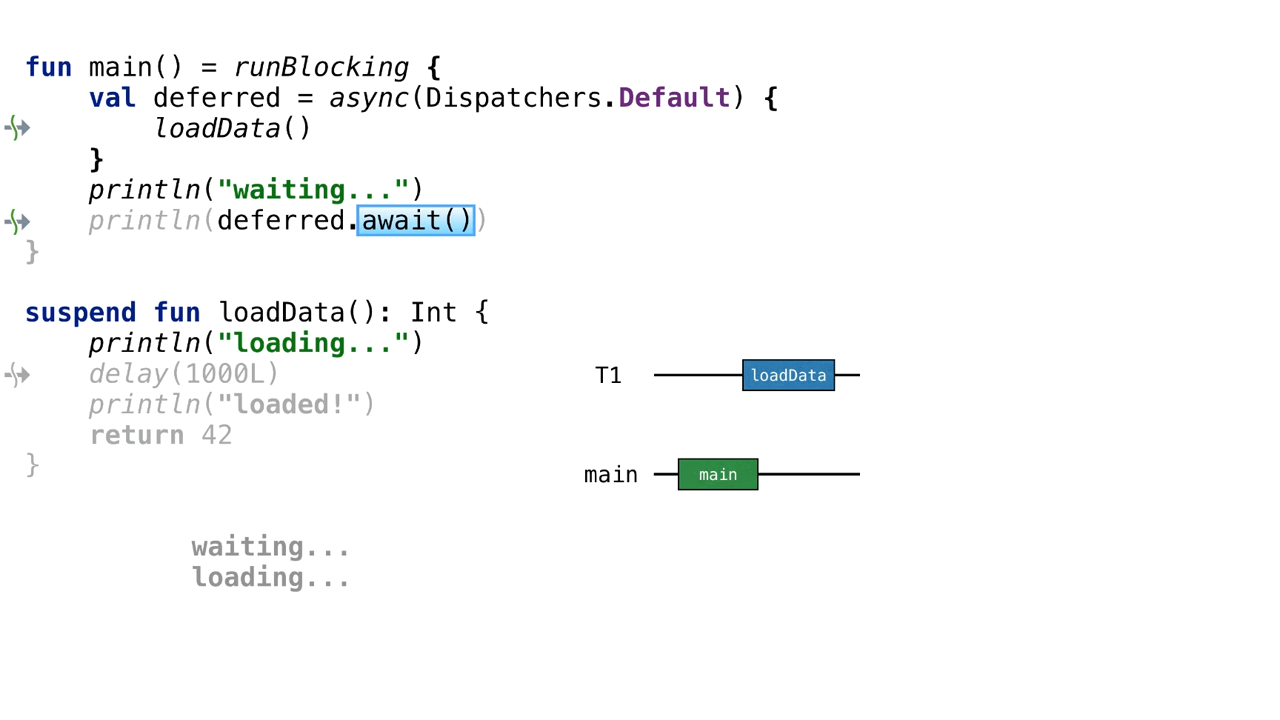 fun main() = runBlocking {
    val deferred = async(Dispatchers.Default) {
        loadData()
    }
    println("waiting...")
    println(deferred.await())
}
suspend fun loadData(): Int {
    println("loading...")
    delay(1000L)
    println("loaded!")
    return 42
}
T1 loadData
main main
waiting...
loading...